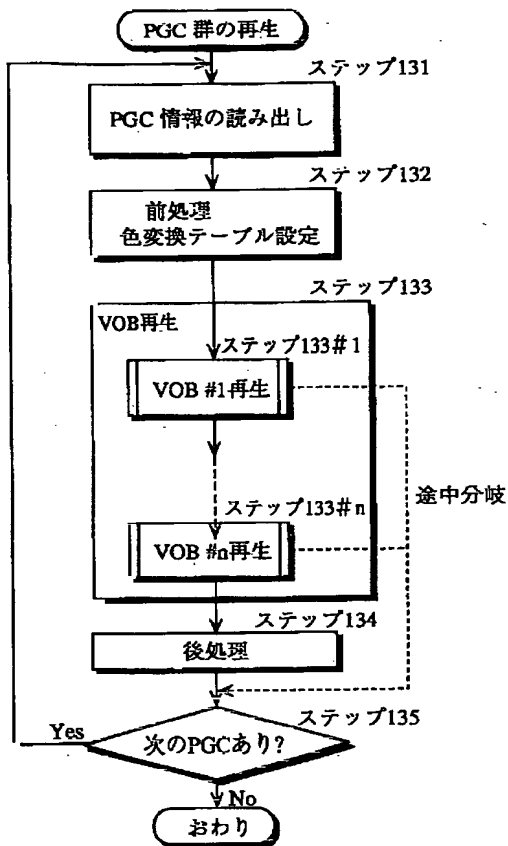 PGC 群の再生
ステップ131
PGC 情報の読み出し
ステップ132
前処理
色変換テーブル設定
ステップ133
VOB再生
ステップ133#1
VOB #1再生
途中分岐
ステップ133#n
VOB #n再生
ステップ134
後処理
ステップ135
Yes
次のPGCあり?
No
おわり